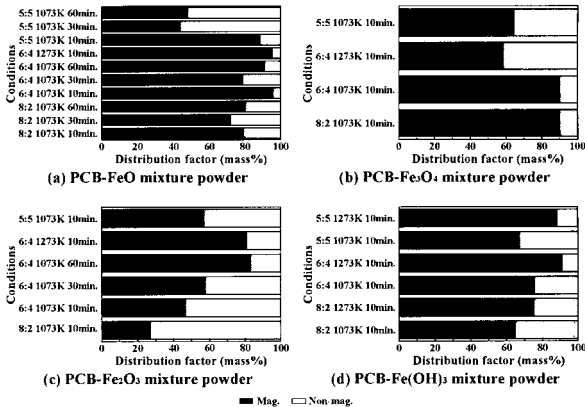 5:5 1073K 60min.
5:5 1073K 30min.
5:5 1073K 10min.
6:4 1273K 10min.
6:4 1073K 60min.
6:4 1073K 30min.
6:4 1073K 10min.
8:2 1073K 60min.
8:2 1073K 30min.
8:2 1073K 10min.
Conditions
0 20 40 60 80 100
Distribution factor (mass%)
(a) PCB-FeO mixture powder
5:5 1073K 10min.
6:4 1273K 10min.
6:4 1073K 10min.
8:2 1073K 10min.
Conditions
0 20 40 60 80 100
Distribution factor (mass%)
(b) PCB-Fe₃O₄ mixture powder
5:5 1073K 10min.
6:4 1273K 10min.
6:4 1073K 60min.
6:4 1073K 30min.
6:4 1073K 10min.
8:2 1073K 10min.
Conditions
0 20 40 60 80 100
Distribution factor (mass%)
(c) PCB-Fe₂O₃ mixture powder
5:5 1273K 10min.
5:5 1073K 10min.
6:4 1273K 10min.
6:4 1073K 10min.
8:2 1273K 10min.
8:2 1073K 10min.
Conditions
0 20 40 60 80 100
Distribution factor (mass%)
(d) PCB-Fe(OH)₃ mixture powder
Mag. Non-mag.